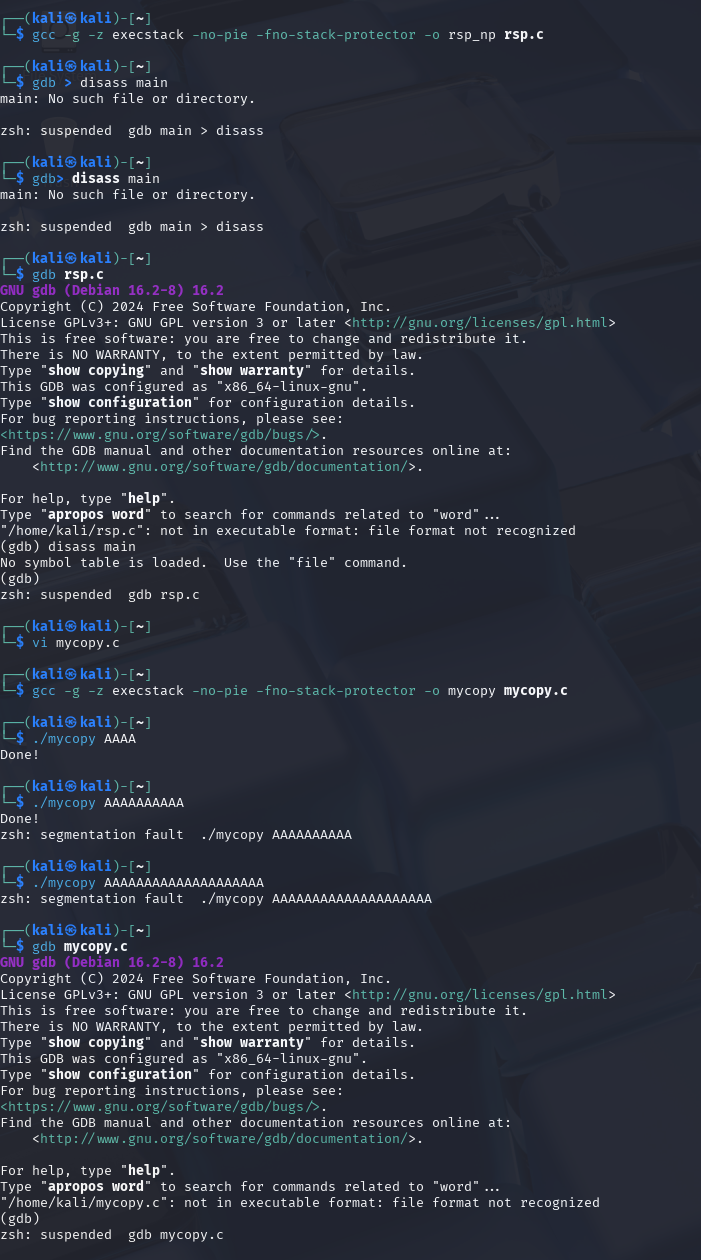 ┌──(kali㉿kali)-[~]
└─$ gcc -g -z execstack -no-pie -fno-stack-protector -o rsp_np rsp.c

┌──(kali㉿kali)-[~]
└─$ gdb > disass main
main: No such file or directory.

zsh: suspended  gdb main > disass

┌──(kali㉿kali)-[~]
└─$ gdb> disass main
main: No such file or directory.

zsh: suspended  gdb main > disass

┌──(kali㉿kali)-[~]
└─$ gdb rsp.c
GNU gdb (Debian 16.2-8) 16.2
Copyright (C) 2024 Free Software Foundation, Inc.
License GPLv3+: GNU GPL version 3 or later <http://gnu.org/licenses/gpl.html>
This is free software: you are free to change and redistribute it.
There is NO WARRANTY, to the extent permitted by law.
Type "show copying" and "show warranty" for details.
This GDB was configured as "x86_64-linux-gnu".
Type "show configuration" for configuration details.
For bug reporting instructions, please see:
<https://www.gnu.org/software/gdb/bugs/>.
Find the GDB manual and other documentation resources online at:
    <http://www.gnu.org/software/gdb/documentation/>.

For help, type "help".
Type "apropos word" to search for commands related to "word"...
"/home/kali/rsp.c": not in executable format: file format not recognized
(gdb) disass main
No symbol table is loaded.  Use the "file" command.
(gdb)
zsh: suspended  gdb rsp.c

┌──(kali㉿kali)-[~]
└─$ vi mycopy.c

┌──(kali㉿kali)-[~]
└─$ gcc -g -z execstack -no-pie -fno-stack-protector -o mycopy mycopy.c

┌──(kali㉿kali)-[~]
└─$ ./mycopy AAAA
Done!

┌──(kali㉿kali)-[~]
└─$ ./mycopy AAAAAAAAAA
Done!
zsh: segmentation fault  ./mycopy AAAAAAAAAA

┌──(kali㉿kali)-[~]
└─$ ./mycopy AAAAAAAAAAAAAAAAAAAA
zsh: segmentation fault  ./mycopy AAAAAAAAAAAAAAAAAAAA

┌──(kali㉿kali)-[~]
└─$ gdb mycopy.c
GNU gdb (Debian 16.2-8) 16.2
Copyright (C) 2024 Free Software Foundation, Inc.
License GPLv3+: GNU GPL version 3 or later <http://gnu.org/licenses/gpl.html>
This is free software: you are free to change and redistribute it.
There is NO WARRANTY, to the extent permitted by law.
Type "show copying" and "show warranty" for details.
This GDB was configured as "x86_64-linux-gnu".
Type "show configuration" for configuration details.
For bug reporting instructions, please see:
<https://www.gnu.org/software/gdb/bugs/>.
Find the GDB manual and other documentation resources online at:
    <http://www.gnu.org/software/gdb/documentation/>.

For help, type "help".
Type "apropos word" to search for commands related to "word"...
"/home/kali/mycopy.c": not in executable format: file format not recognized
(gdb)
zsh: suspended  gdb mycopy.c